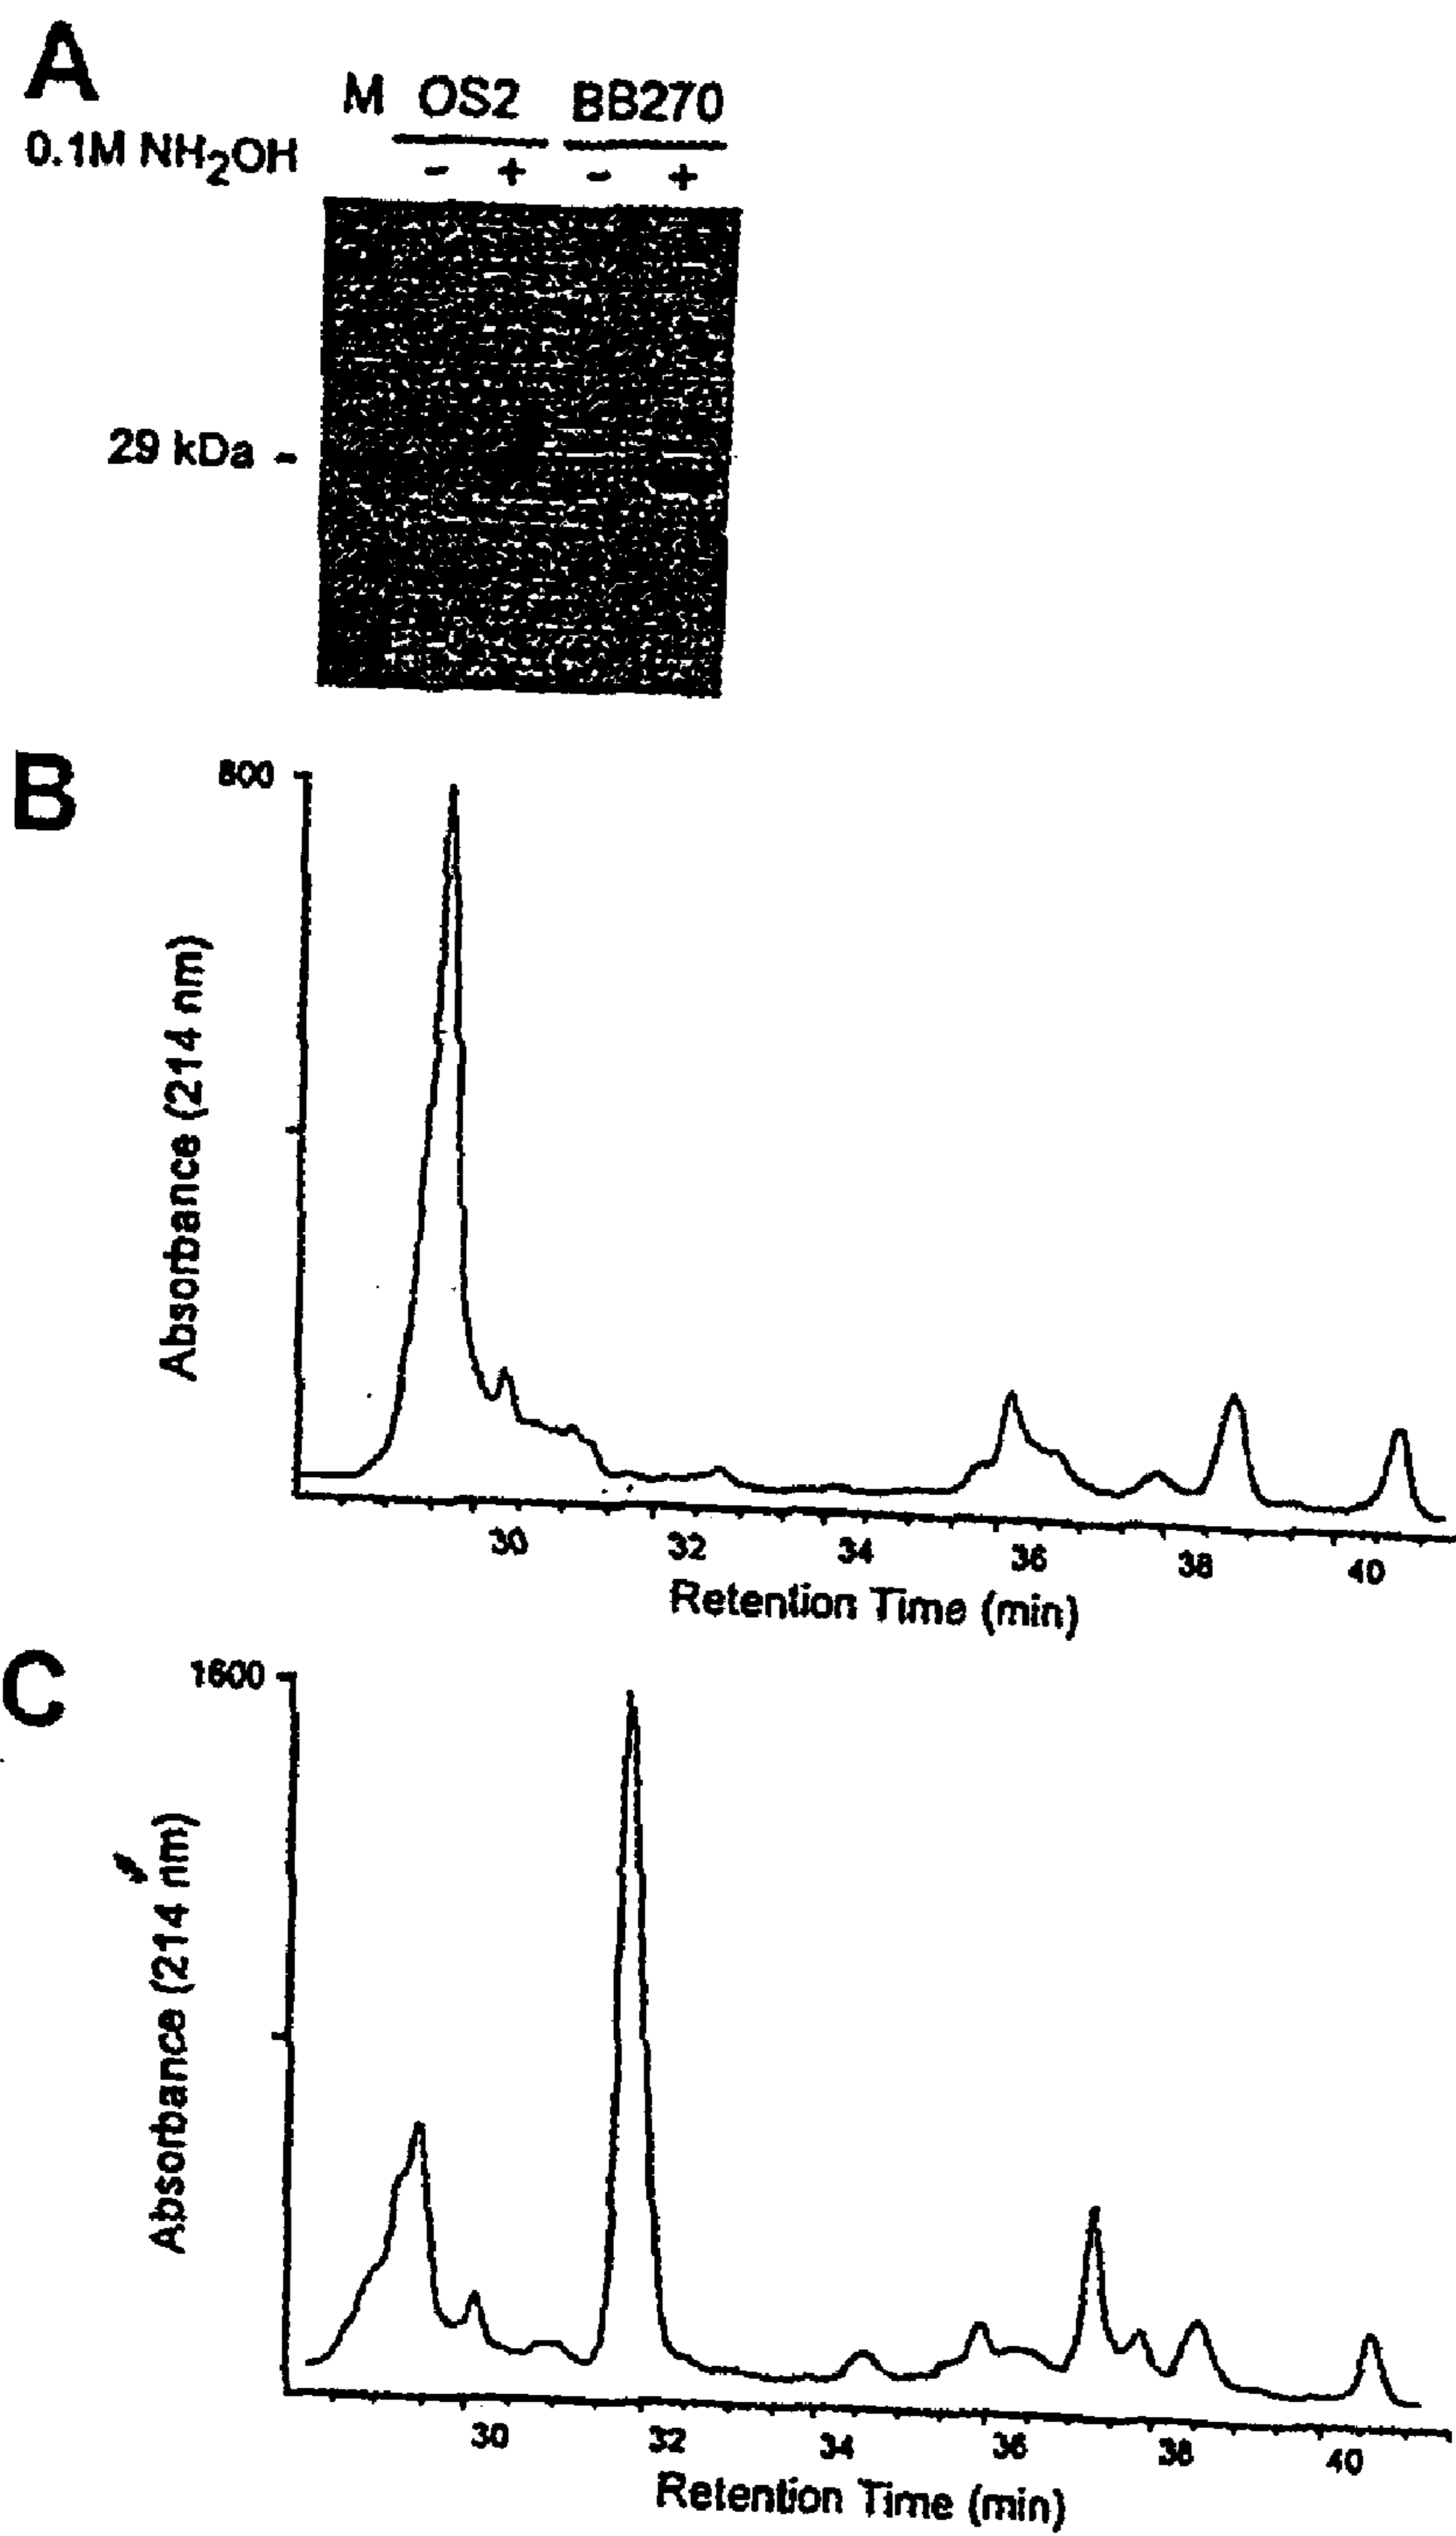 A
M OS2 BB270
0.1M NH2OH
- + - +
29 kDa -
B
800
Absorbance (214 nm)
30 32 34 36 38 40
Retention Time (min)
C
1600
Absorbance (214 nm)
30 32 34 36 38 40
Retention Time (min)